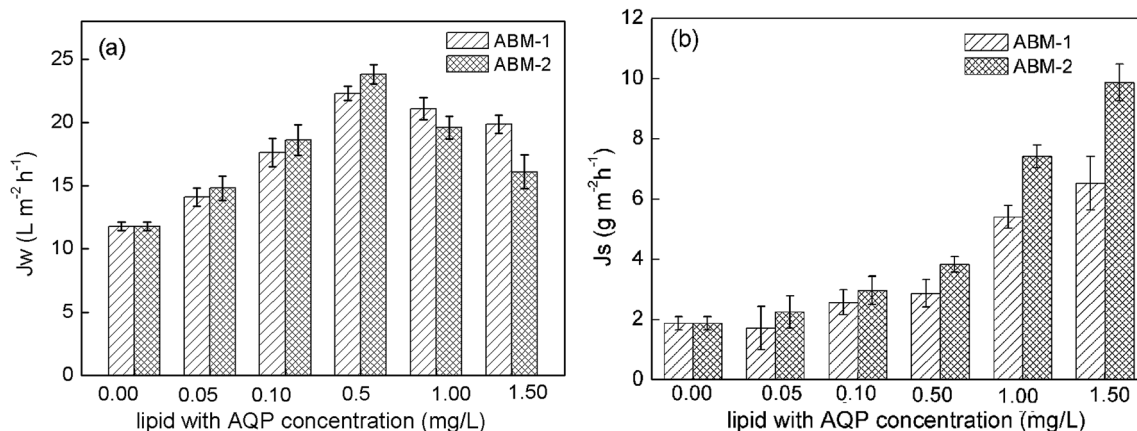 (a)
ABM-1
ABM-2
25
20
15
10
5
0
Jw (L m⁻²h⁻¹)
0.00 0.05 0.10 0.5 1.00 1.50
lipid with AQP concentration (mg/L)
(b)
ABM-1
ABM-2
12
10
8
6
4
2
0
Js (g m⁻²h⁻¹)
0.00 0.05 0.10 0.50 1.00 1.50
lipid with AQP concentration (mg/L)